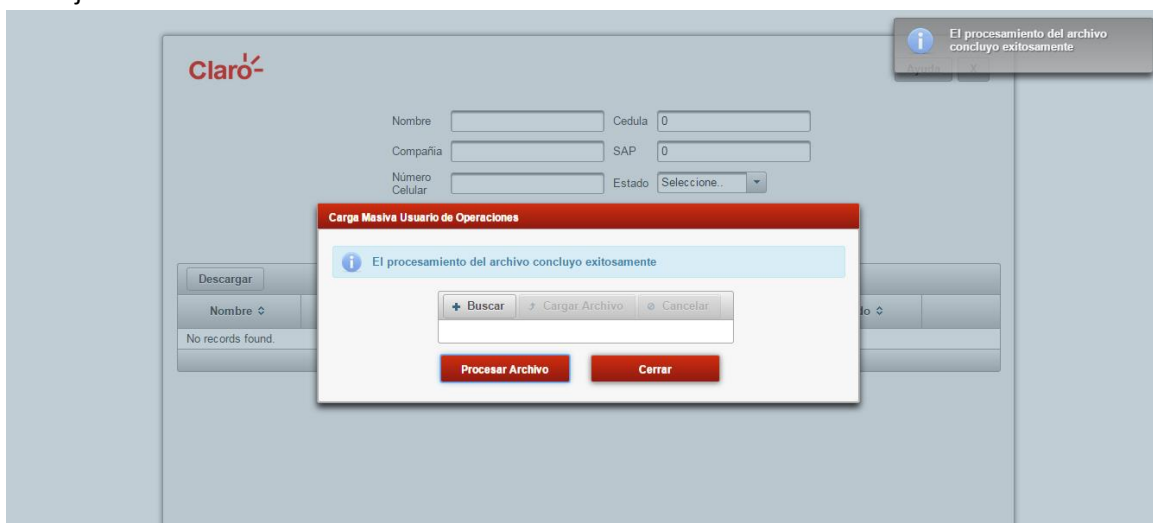 El procesamiento del archivo
concluyo exitosamente
Claro
Ayuda X
Nombre Cedula 0
Compañia SAP 0
Número
Celular Estado Seleccione..
Carga Masiva Usuario de Operaciones
El procesamiento del archivo concluyo exitosamente
Descargar
Buscar Cargar Archivo Cancelar
Nombre
No records found.
Procesar Archivo Cerrar